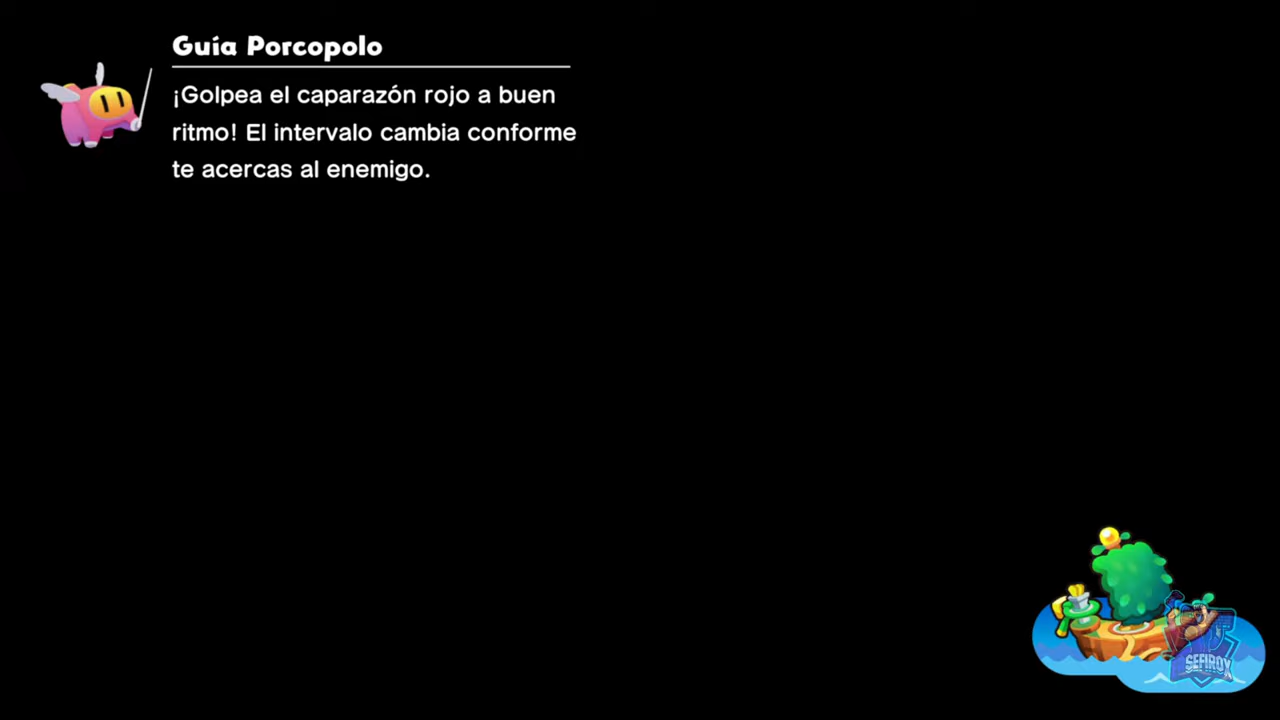 Guía Porcopolo
¡Golpea el caparazón rojo a buen
ritmo! El intervalo cambia conforme
te acercas al enemigo.
SEFIROX